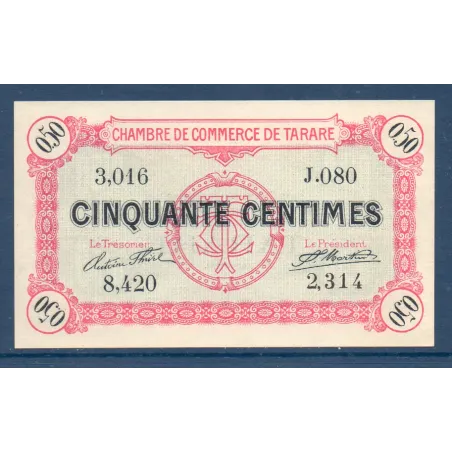 0.50 0.50
CHAMBRE DE COMMERCE DE TARARE
3,016 J.080
CINQUANTE CENTIMES
Le Trésorier, Le Président,
8,420 2,314
0.50 0.50